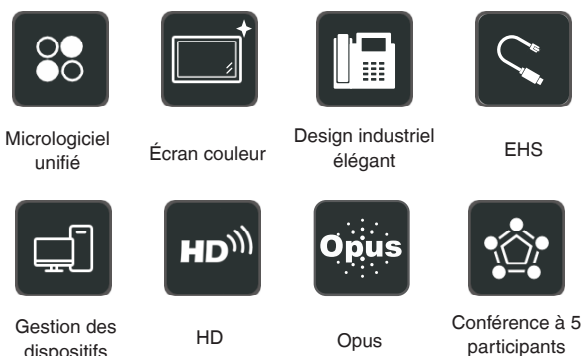 Micrologiciel
unifié
Écran couleur
Design industriel
élégant
EHS
HD
Opus
Gestion des
dispositifs
HD
Opus
Conférence à 5
participants